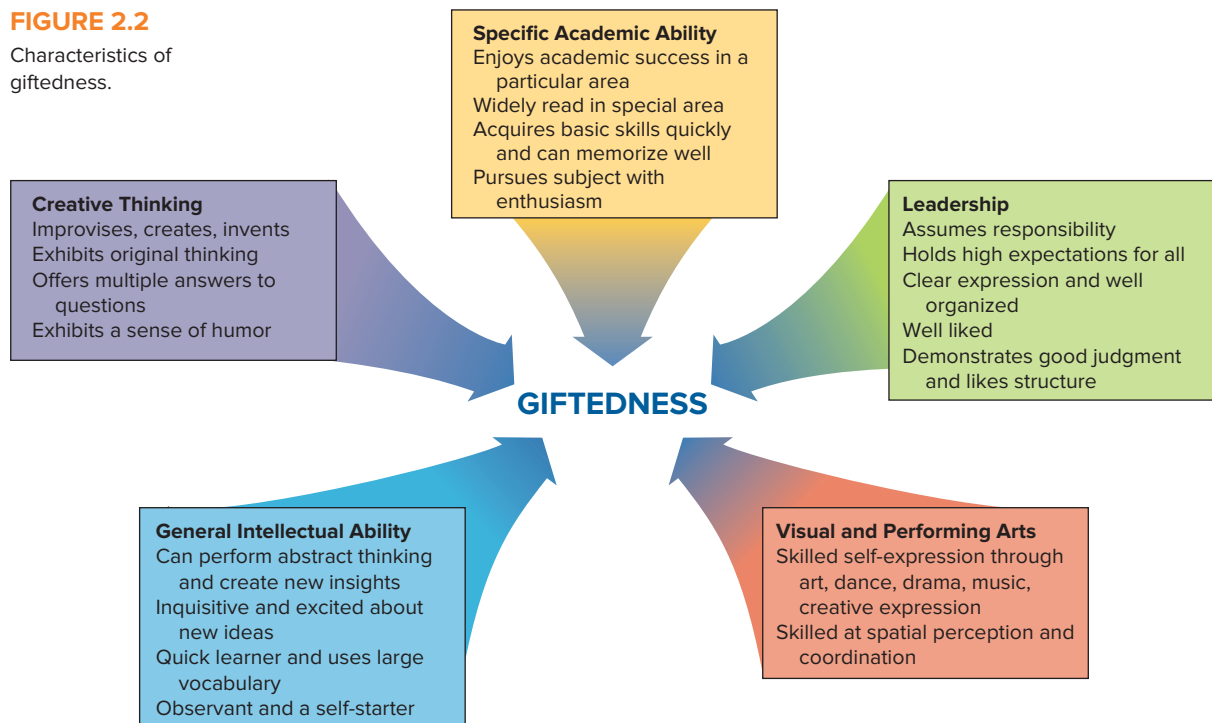 FIGURE 2.2
Characteristics of
giftedness.
Specific Academic Ability
Enjoys academic success in a
particular area
Widely read in special area
Acquires basic skills quickly
and can memorize well
Pursues subject with
enthusiasm
Creative Thinking
Improvises, creates, invents
Exhibits original thinking
Offers multiple answers to
questions
Exhibits a sense of humor
Leadership
Assumes responsibility
Holds high expectations for all
Clear expression and well
organized
Well liked
Demonstrates good judgment
and likes structure
GIFTEDNESS
General Intellectual Ability
Can perform abstract thinking
and create new insights
Inquisitive and excited about
new ideas
Quick learner and uses large
vocabulary
Observant and a self-starter
Visual and Performing Arts
Skilled self-expression through
art, dance, drama, music,
creative expression
Skilled at spatial perception and
coordination